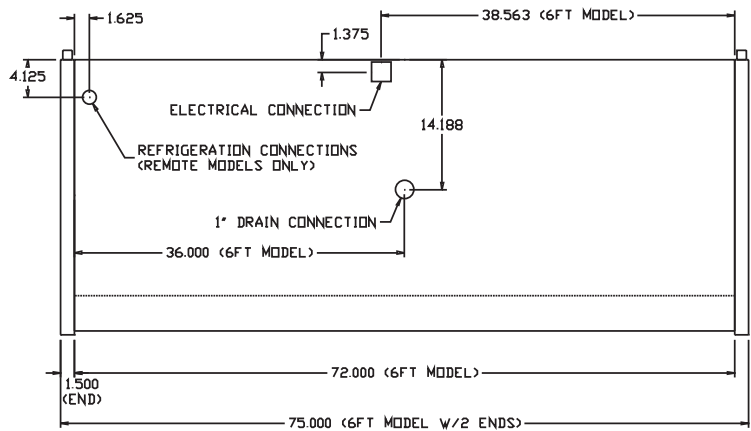 1.625
38.563 (6FT MODEL)
1.375
4.125
ELECTRICAL CONNECTION
14.188
REFRIGERATION CONNECTIONS
(REMOTE MODELS ONLY)
1" DRAIN CONNECTION
36.000 (6FT MODEL)
72.000 (6FT MODEL)
1.500
(END)
75.000 (6FT MODEL W/2 ENDS)